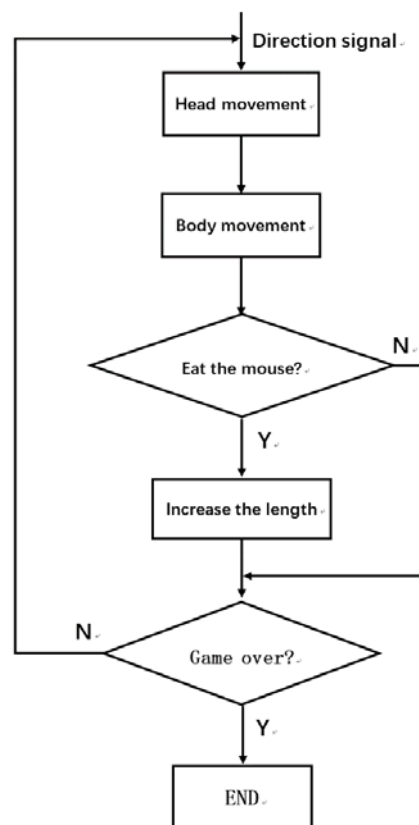 Direction signal
Head movement
Body movement
Eat the mouse?
N
Y
Increase the length
N
Game over?
Y
END